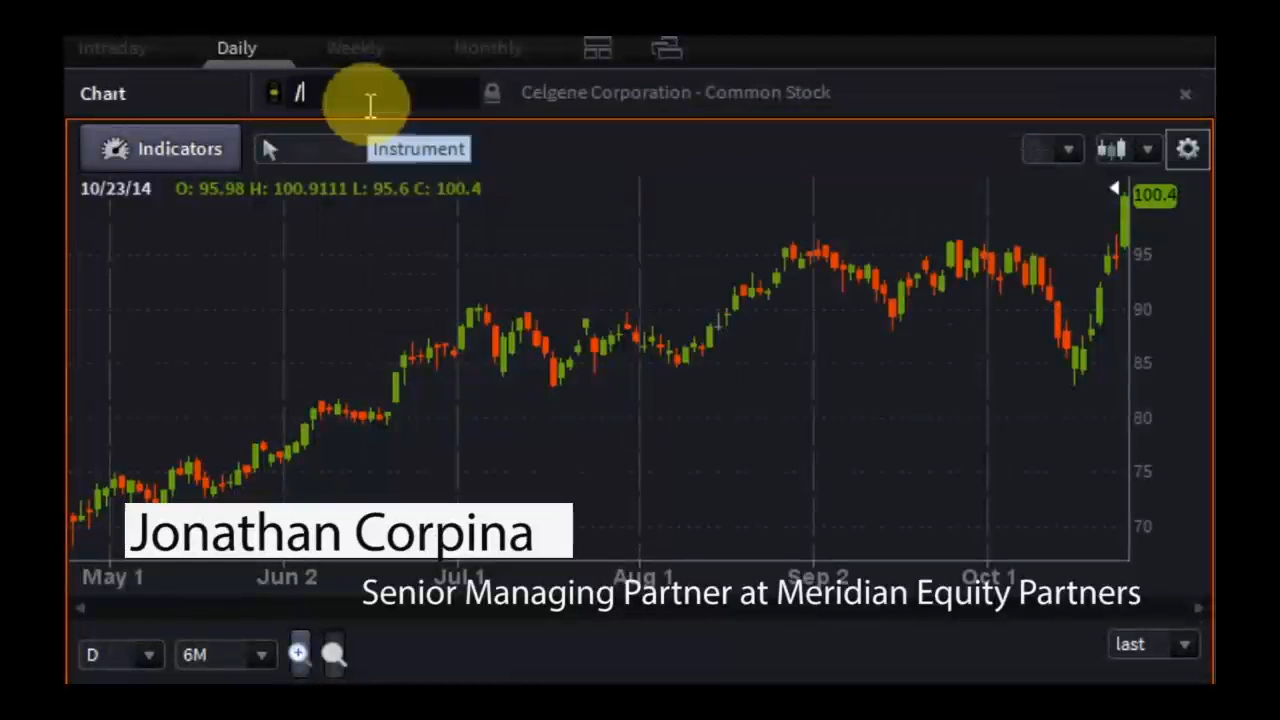 Intraday Daily Weekly Monthly
Chart / Celgene Corporation - Common Stock
Indicators Instrument
10/23/14 O: 95.98 H: 100.9111 L: 95.6 C: 100.4
100.4
95
90
85
80
75
70
Jonathan Corpina
May 1 Jun 2 Jul 1 Aug 1 Sep 2 Oct 1
Senior Managing Partner at Meridian Equity Partners
D 6M last